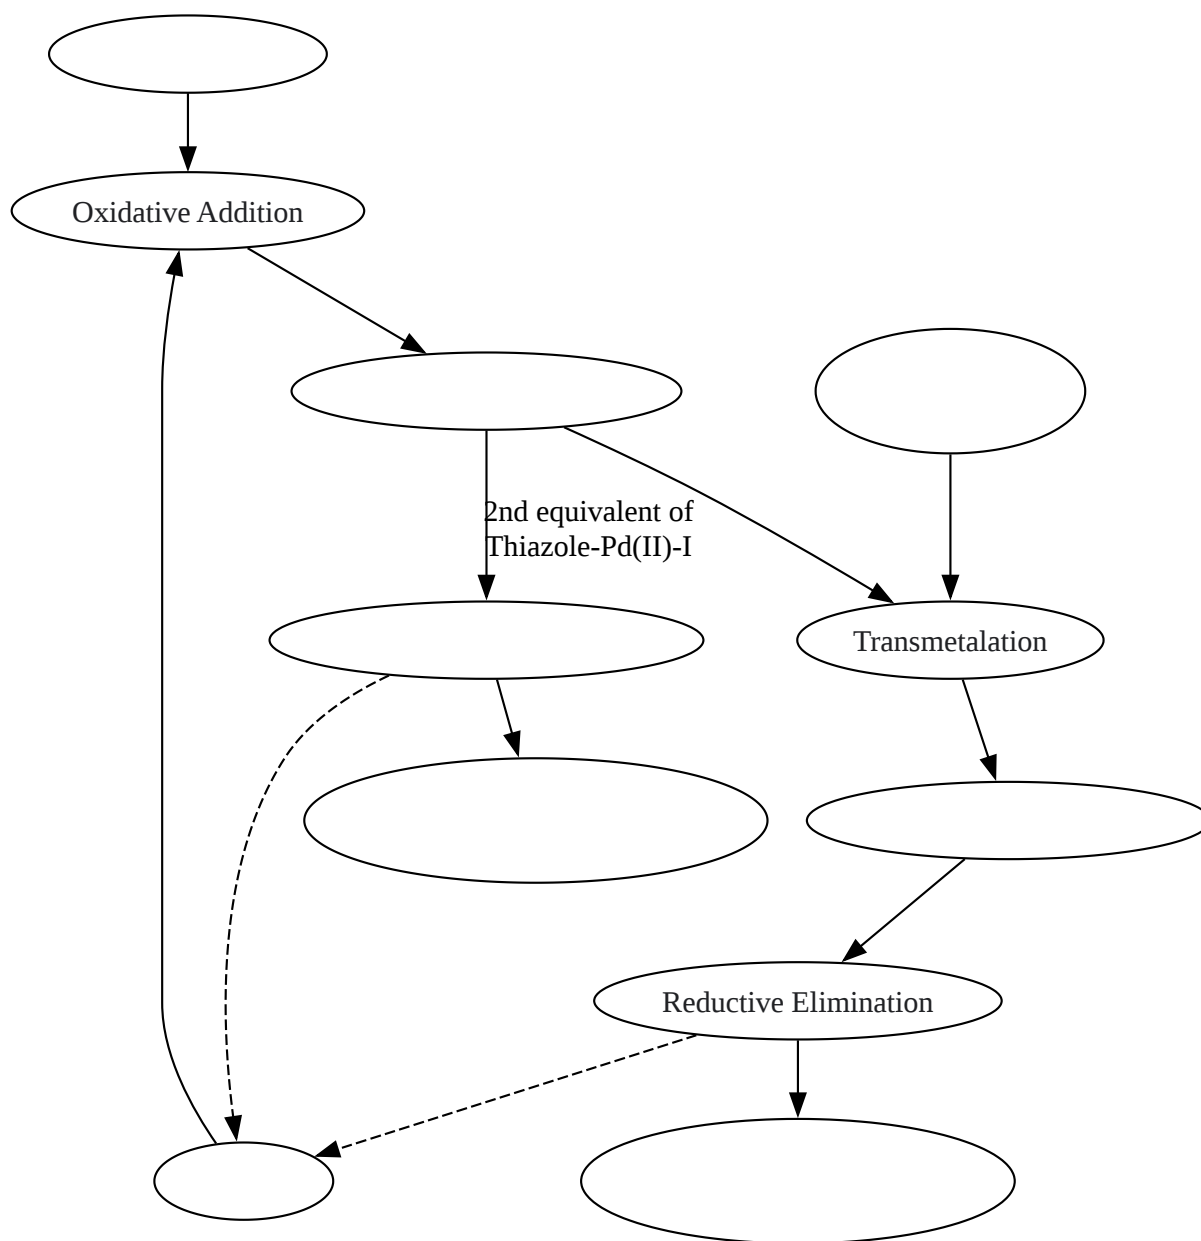 Oxidative Addition
2nd equivalent of
Thiazole-Pd(II)-I
Transmetalation
Reductive Elimination